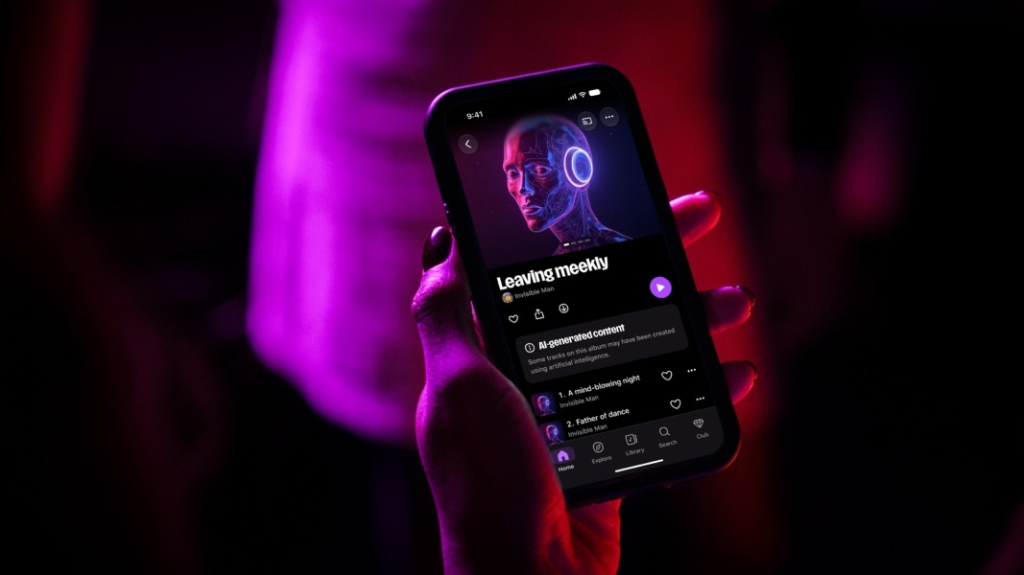 9:41
Leaving meekly
Invisible Man
AI-generated content
Some tracks on this album may have been created
using artificial intelligence.
1. A mind-blowing night
Invisible Man
2. Father of dance
Invisible Man
Home
Explore
Library
Search
Club